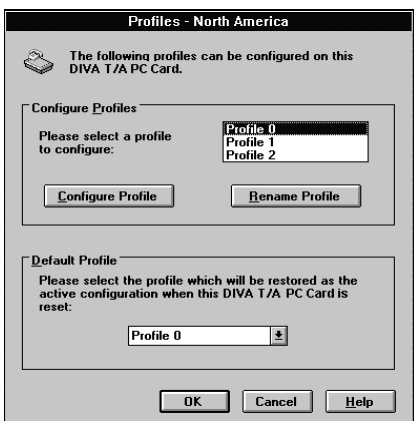 Profiles - North America
The following profiles can be configured on this
DIVA T/A PC Card.
Configure Profiles
Please select a profile
to configure:
Profile 0
Profile 1
Profile 2
Configure Profile
Rename Profile
Default Profile
Please select the profile which will be restored as the
active configuration when this DIVA T/A PC Card is
reset:
Profile 0
OK
Cancel
Help